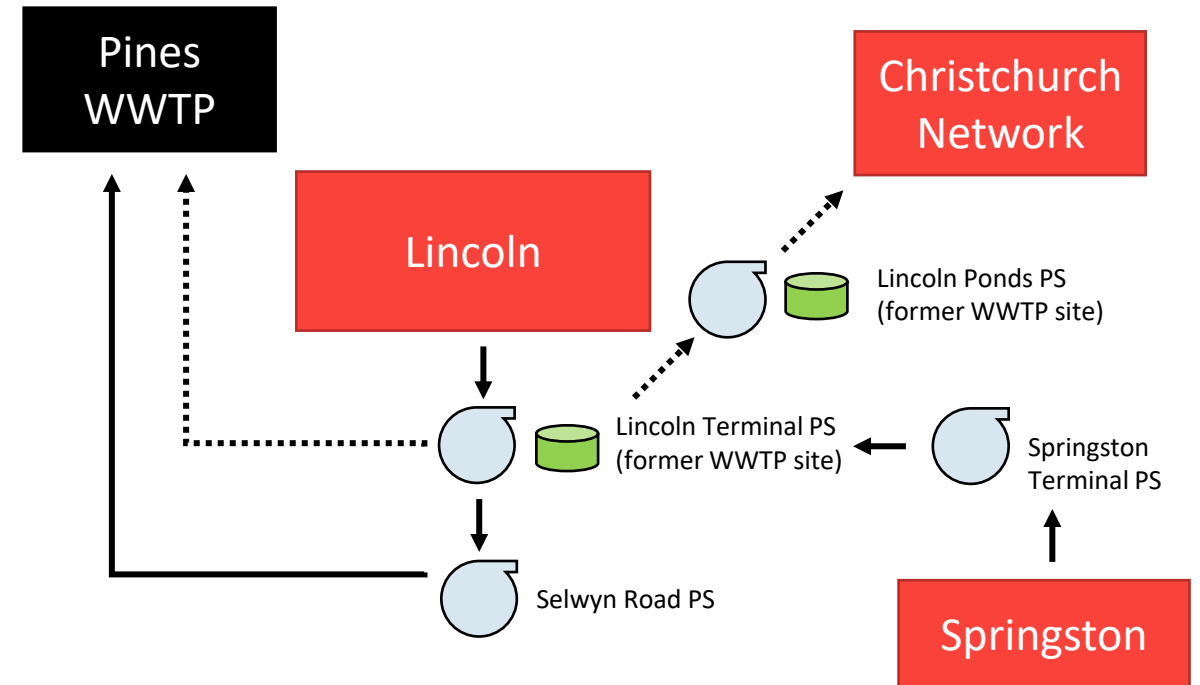 Pines
WWTP
Christchurch
Network
Lincoln
Lincoln Ponds PS
(former WWTP site)
Lincoln Terminal PS
(former WWTP site)
Springston
Terminal PS
Selwyn Road PS
Springston